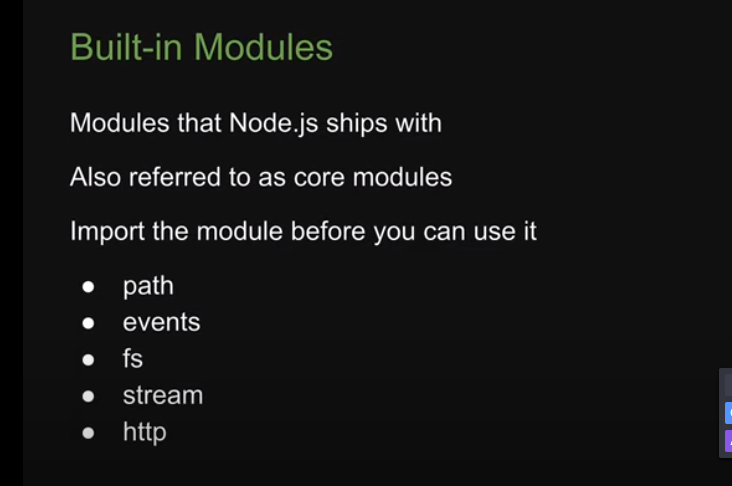 Built-in Modules
Modules that Node.js ships with
Also referred to as core modules
Import the module before you can use it
● path
● events
● fs
● stream
● http